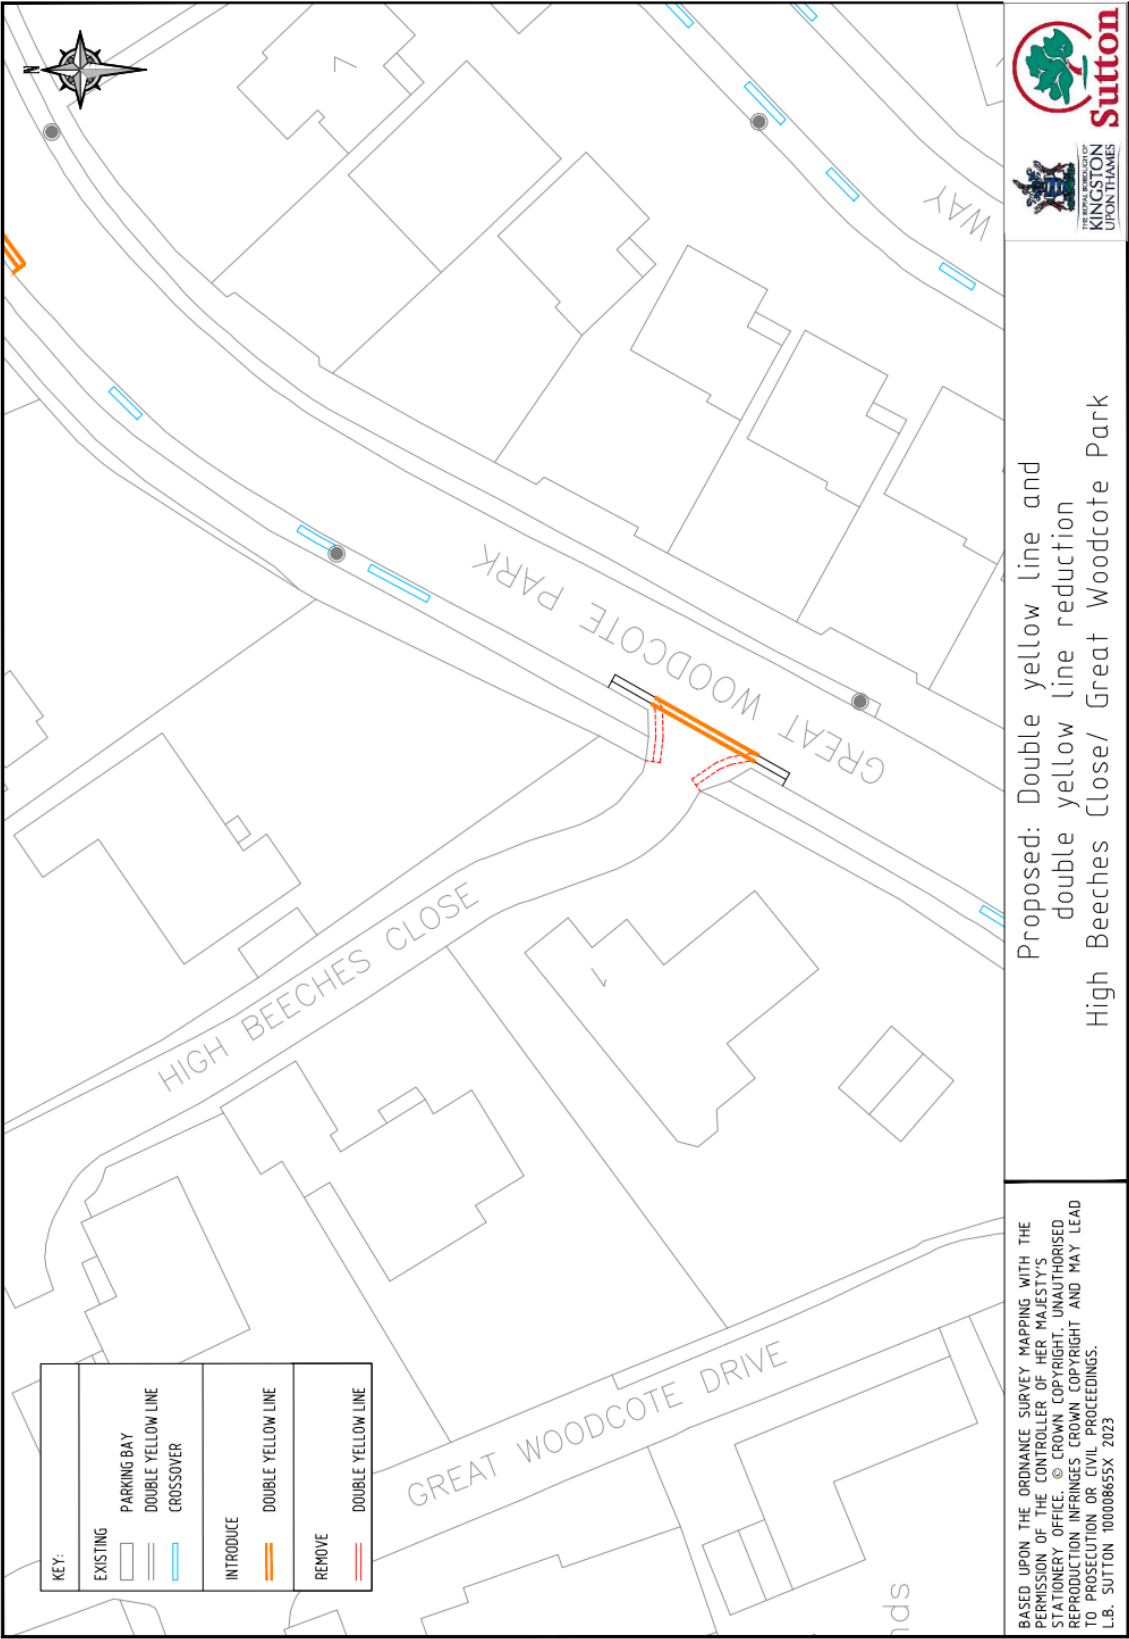 KEY:
EXISTING
PARKING BAY
DOUBLE YELLOW LINE
CROSSOVER
INTRODUCE
DOUBLE YELLOW LINE
REMOVE
DOUBLE YELLOW LINE
N
HIGH BEECHES CLOSE
GREAT WOODCOTE PARK
GREAT WOODCOTE DRIVE
WAY
1
1
nds
BASED UPON THE ORDNANCE SURVEY MAPPING WITH THE
PERMISSION OF THE CONTROLLER OF HER MAJESTY'S
STATIONERY OFFICE. © CROWN COPYRIGHT. UNAUTHORISED
REPRODUCTION INFRINGES CROWN COPYRIGHT AND MAY LEAD
TO PROSECUTION OR CIVIL PROCEEDINGS.
L.B. SUTTON 100008655X 2023
Proposed: Double yellow line and
double yellow line reduction
High Beeches Close/ Great Woodcote Park
THE ROYAL BOROUGH OF
KINGSTON
UPON THAMES
Sutton